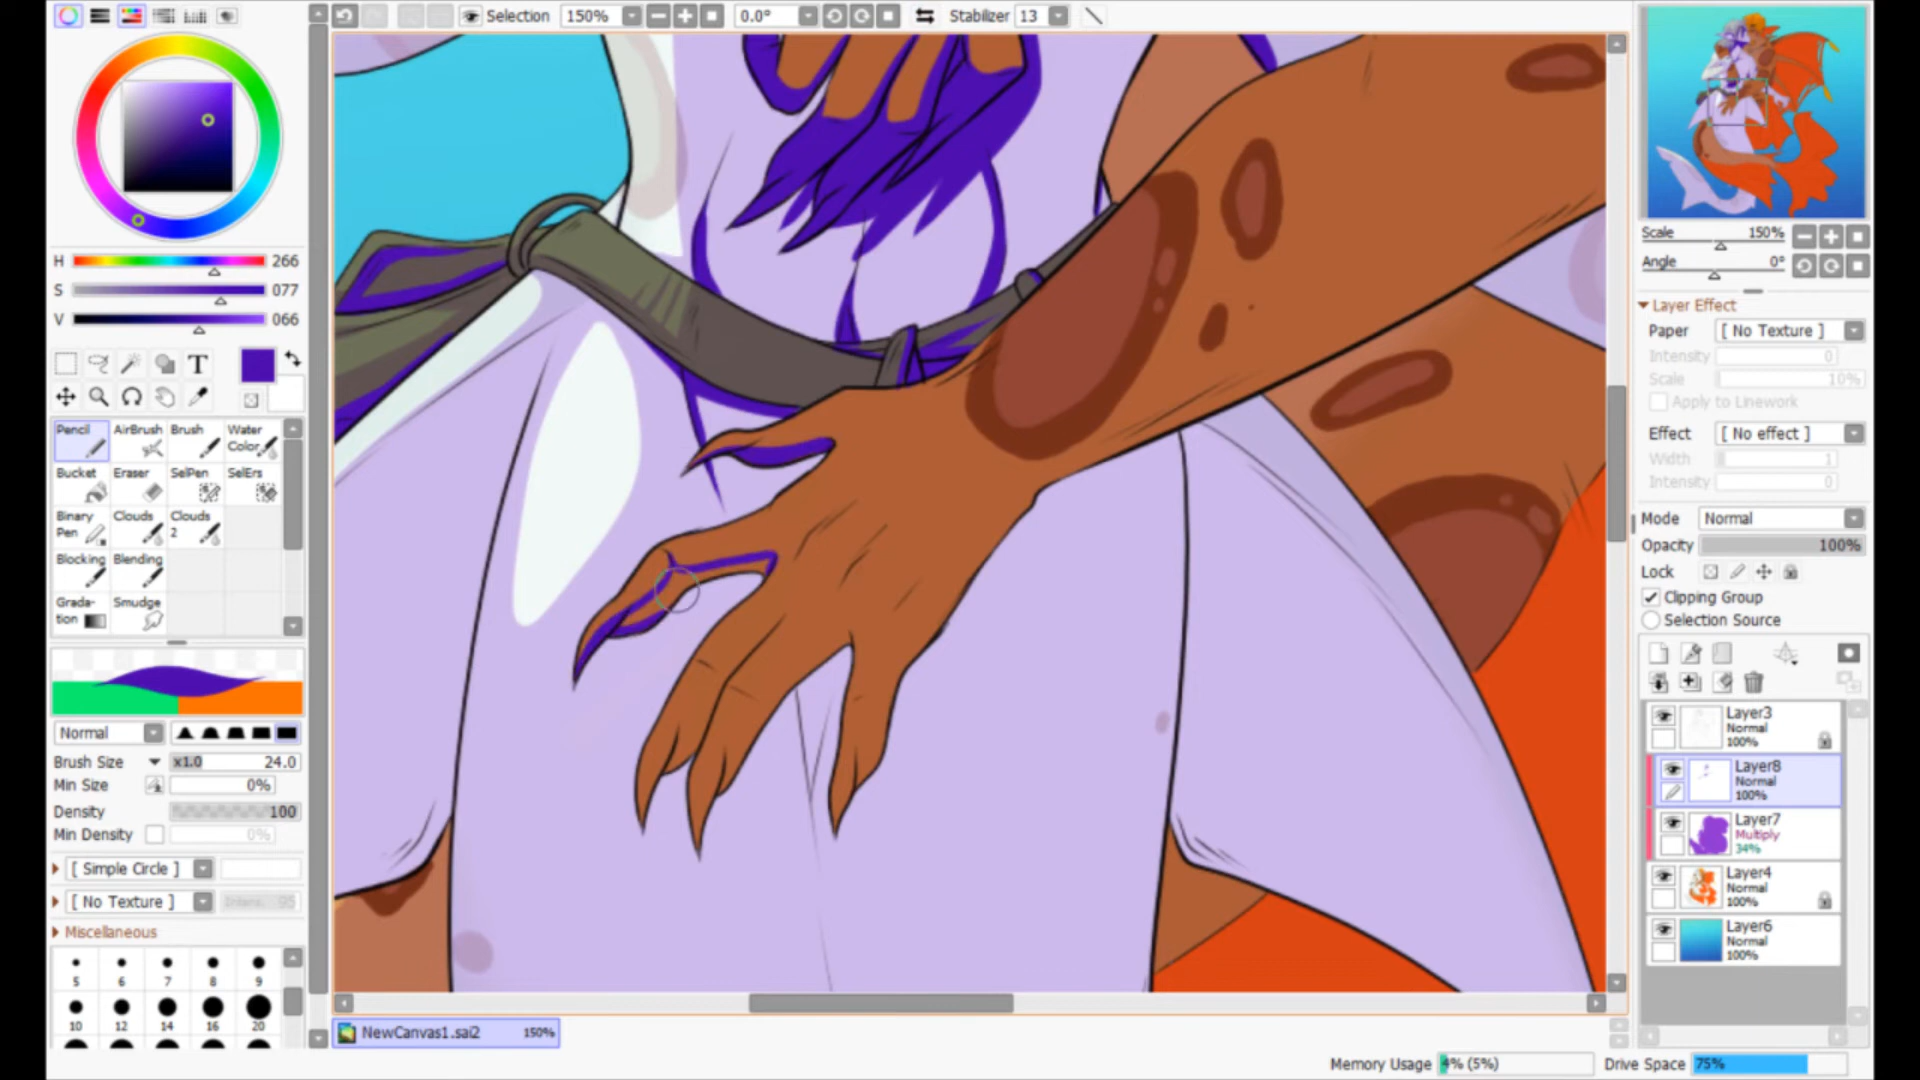 Selection 150% 0.0° Stabilizer 13
H 266
S 077
V 066
T
Pencil AirBrush Brush Water Color
Bucket Eraser SelPen SelErs
Binary Pen Clouds Clouds 2
Blocking Blending
Gradation Smudge
Normal
Brush Size x1.0 24.0
Min Size 0%
Density 100
Min Density 0%
[ Simple Circle ]
[ No Texture ] 95
Miscellaneous
5 6 7 8 9
10 12 14 16 20
NewCanvas1.sai2 150%
Scale 150%
Angle 0°
Layer Effect
Paper [ No Texture ]
Intensity 0
Scale 10%
Apply to Linework
Effect [ No effect ]
Width 1
Intensity 0
Mode Normal
Opacity 100%
Lock
Clipping Group
Selection Source
Layer3
Normal
100%
Layer8
Normal
100%
Layer7
Multiply
34%
Layer4
Normal
100%
Layer6
Normal
100%
Memory Usage 4% (5%) Drive Space 75%